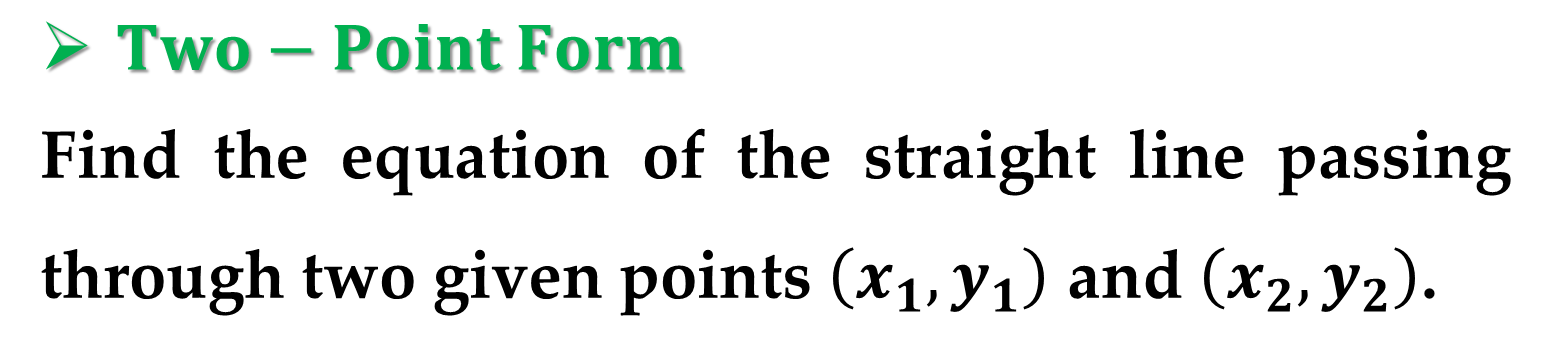 ➢ Two – Point Form
Find the equation of the straight line passing
through two given points (x₁, y₁) and (x₂, y₂).